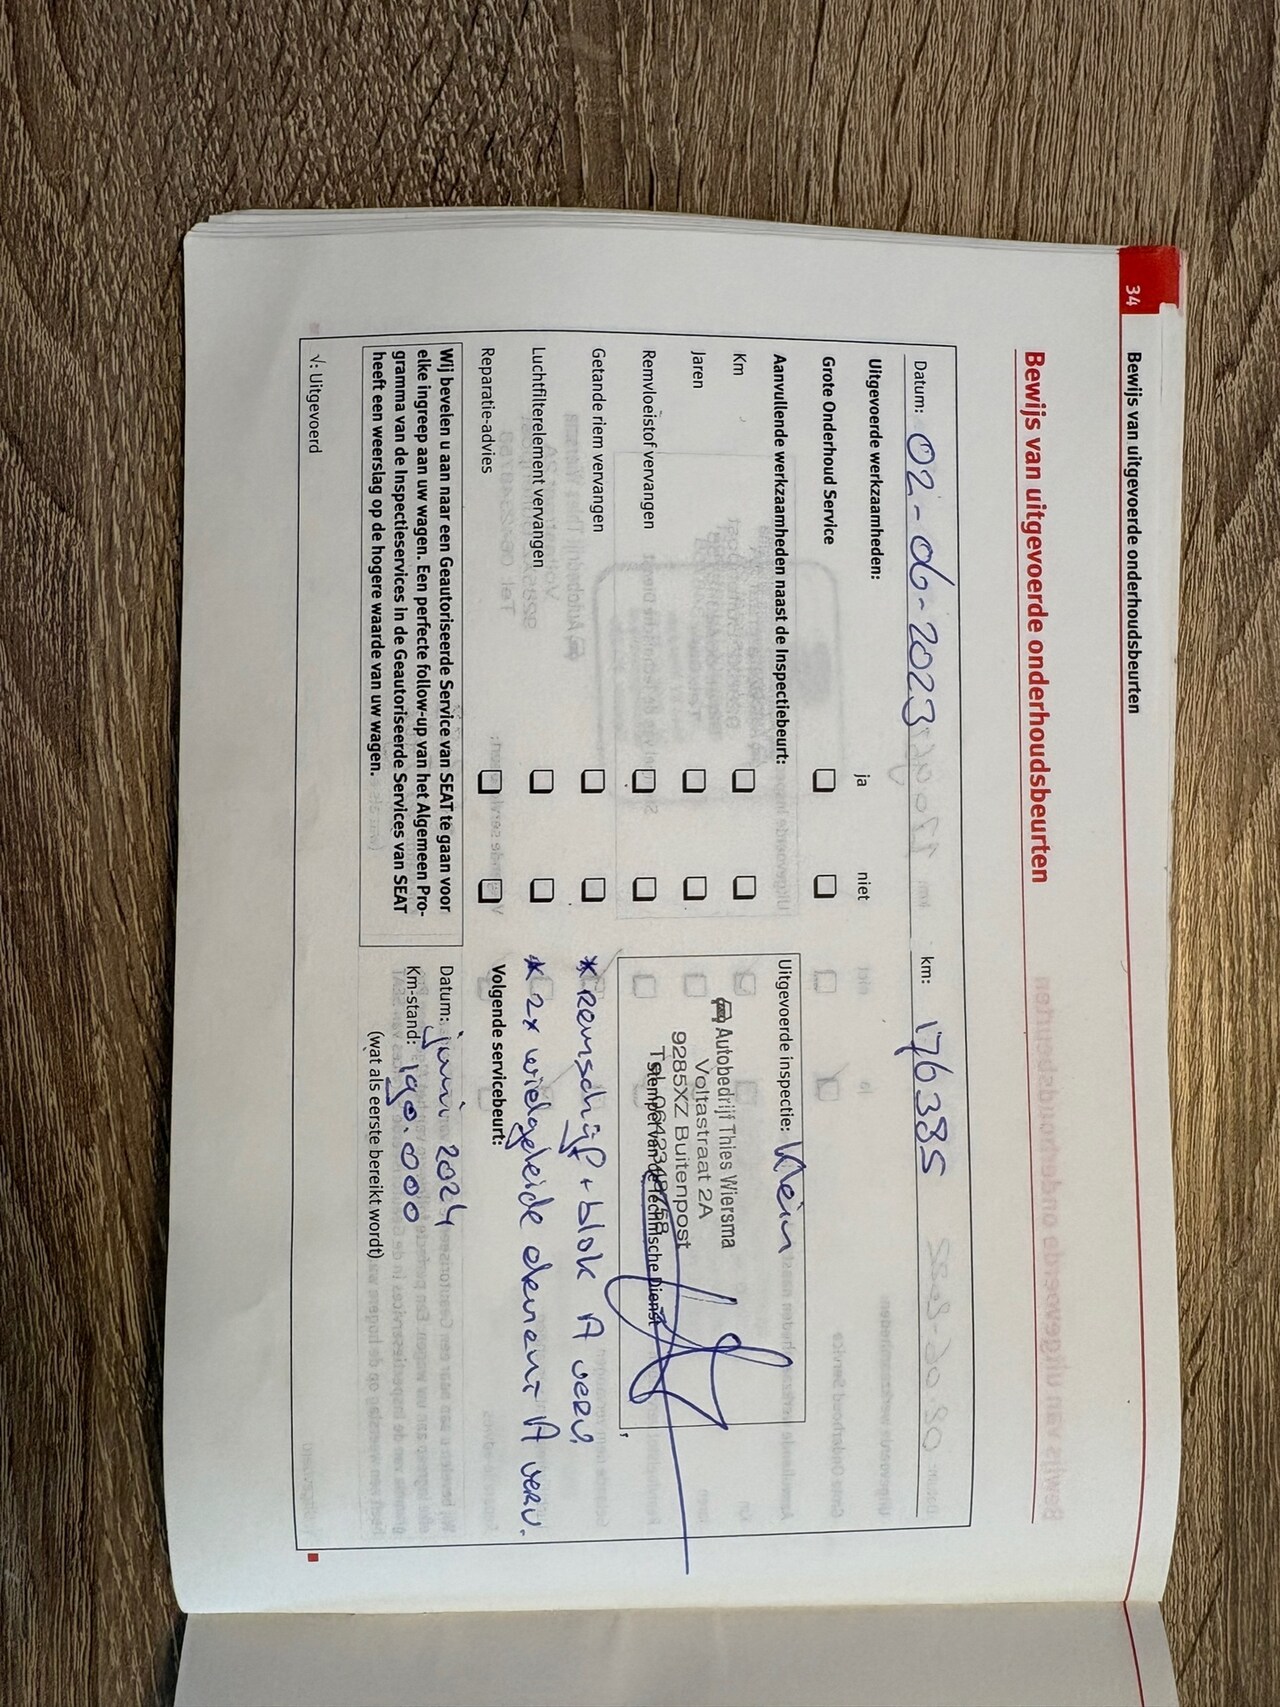 34
Bewijs van uitgevoerde onderhoudsbeurten
Bewijs van uitgevoerde onderhoudsbeurten
Datum: 02-06-2023 km: 176385
Uitgevoerde werkzaamheden: ja niet
Grote Onderhoud Service
Aanvullende werkzaamheden naast de Inspectiebeurt:
Km
Jaren
Remvloeistof vervangen
Getande riem vervangen
Luchtfilterelement vervangen
Reparatie-advies
Wij bevelen u aan naar een Geautoriseerde Service van SEAT te gaan voor
elke ingreep aan uw wagen. Een perfecte follow-up van het Algemeen Pro-
gramma van de Inspectieservices in de Geautoriseerde Services van SEAT
heeft een weerslag op de hogere waarde van uw wagen.
√: Uitgevoerd
Uitgevoerde inspectie: Klein
Autobedrijf Thies Wiersma
Voltastraat 2A
9285XZ Buitenpost
Stempel van de Technische Dienst
* Remschijf + blok A verv.
* 2x wielgeleide element A verv.
Volgende servicebeurt:
Datum: juni 2024
Km-stand: 190.000
(wat als eerste bereikt wordt)